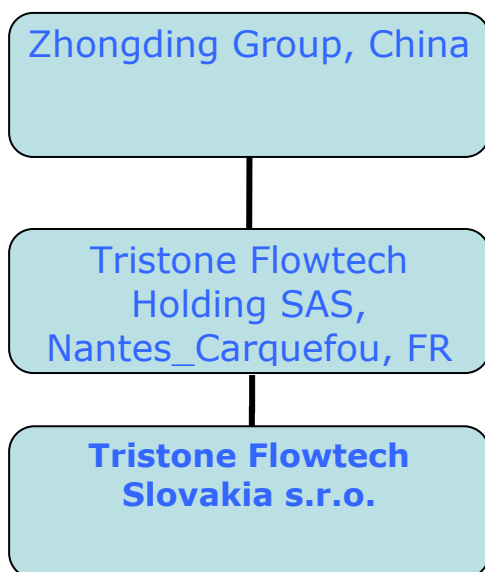 Zhongding Group, China
Tristone Flowtech
Holding SAS,
Nantes_Carquefou, FR
Tristone Flowtech
Slovakia s.r.o.